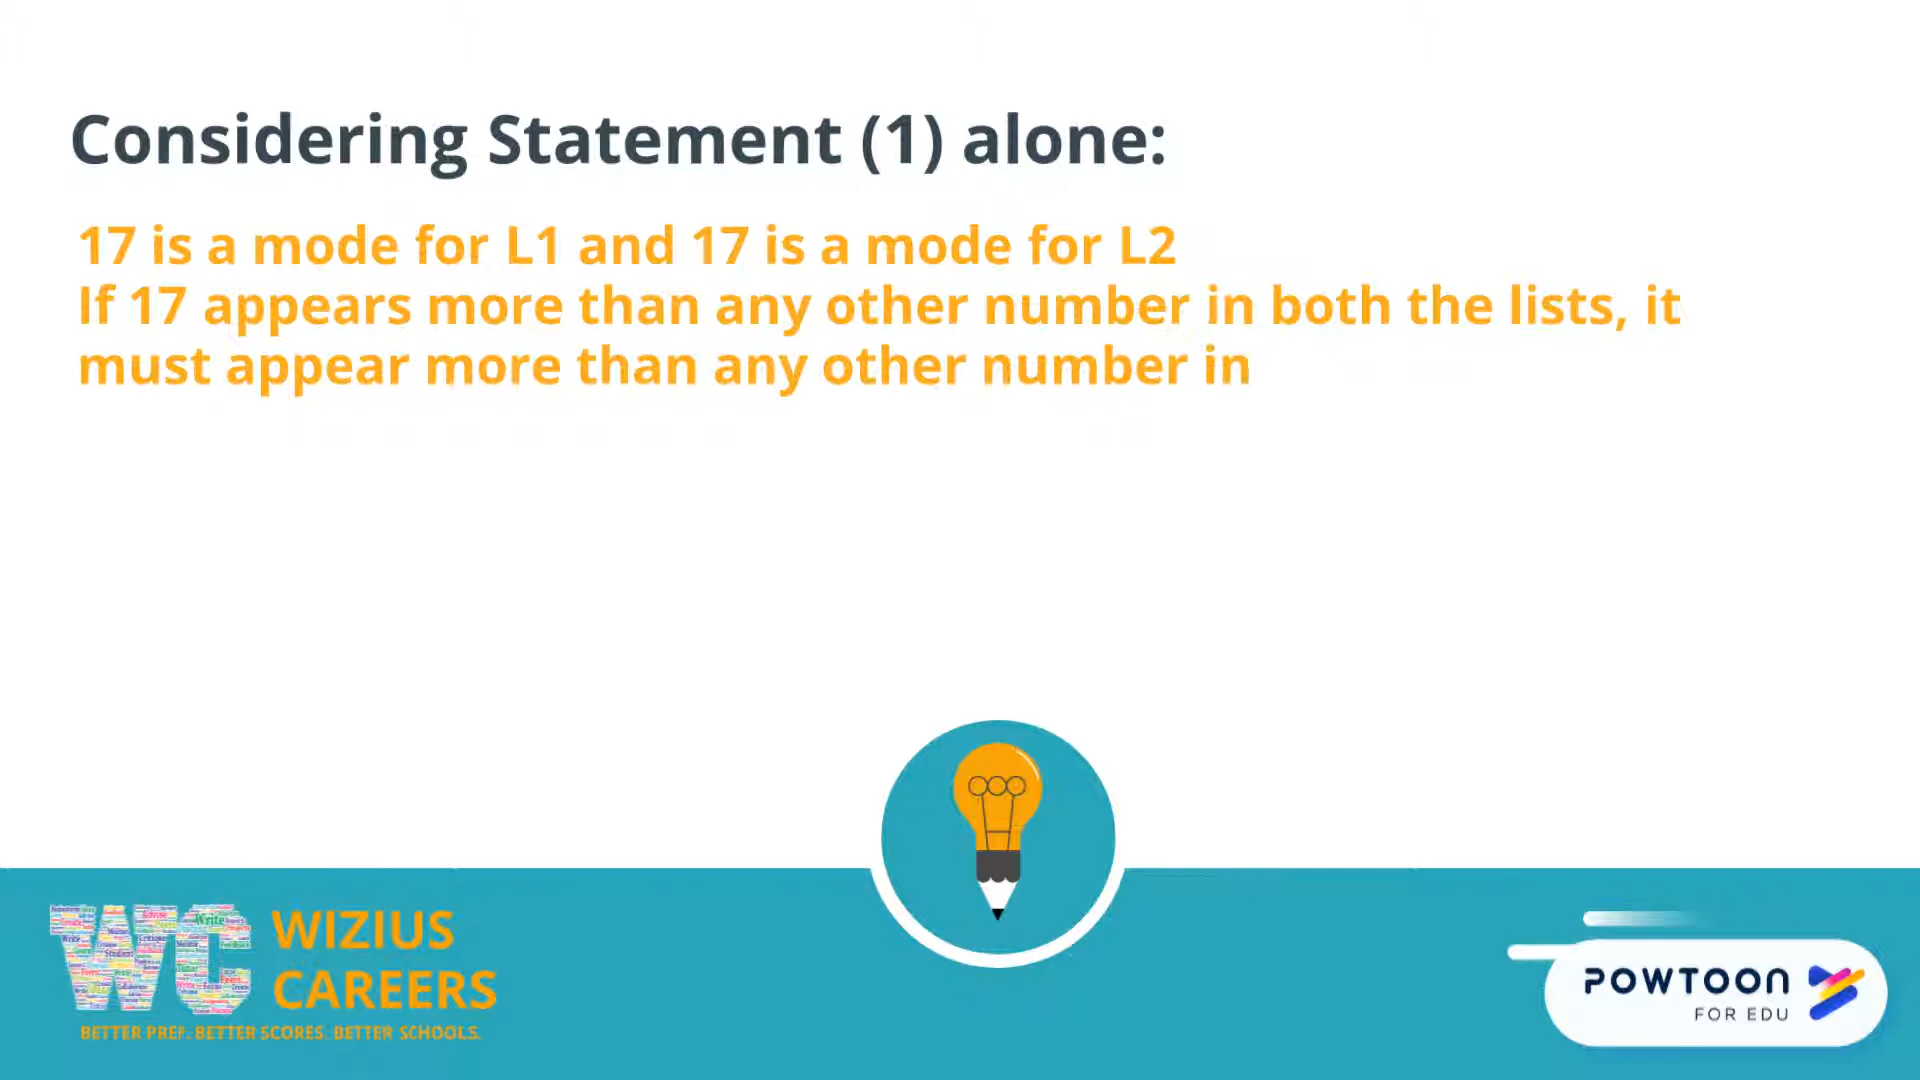 Considering Statement (1) alone:
17 is a mode for L1 and 17 is a mode for L2
If 17 appears more than any other number in both the lists, it
must appear more than any other number in
WIZIUS
CAREERS
BETTER PREP. BETTER SCORES. BETTER SCHOOLS.
POWTOON
FOR EDU